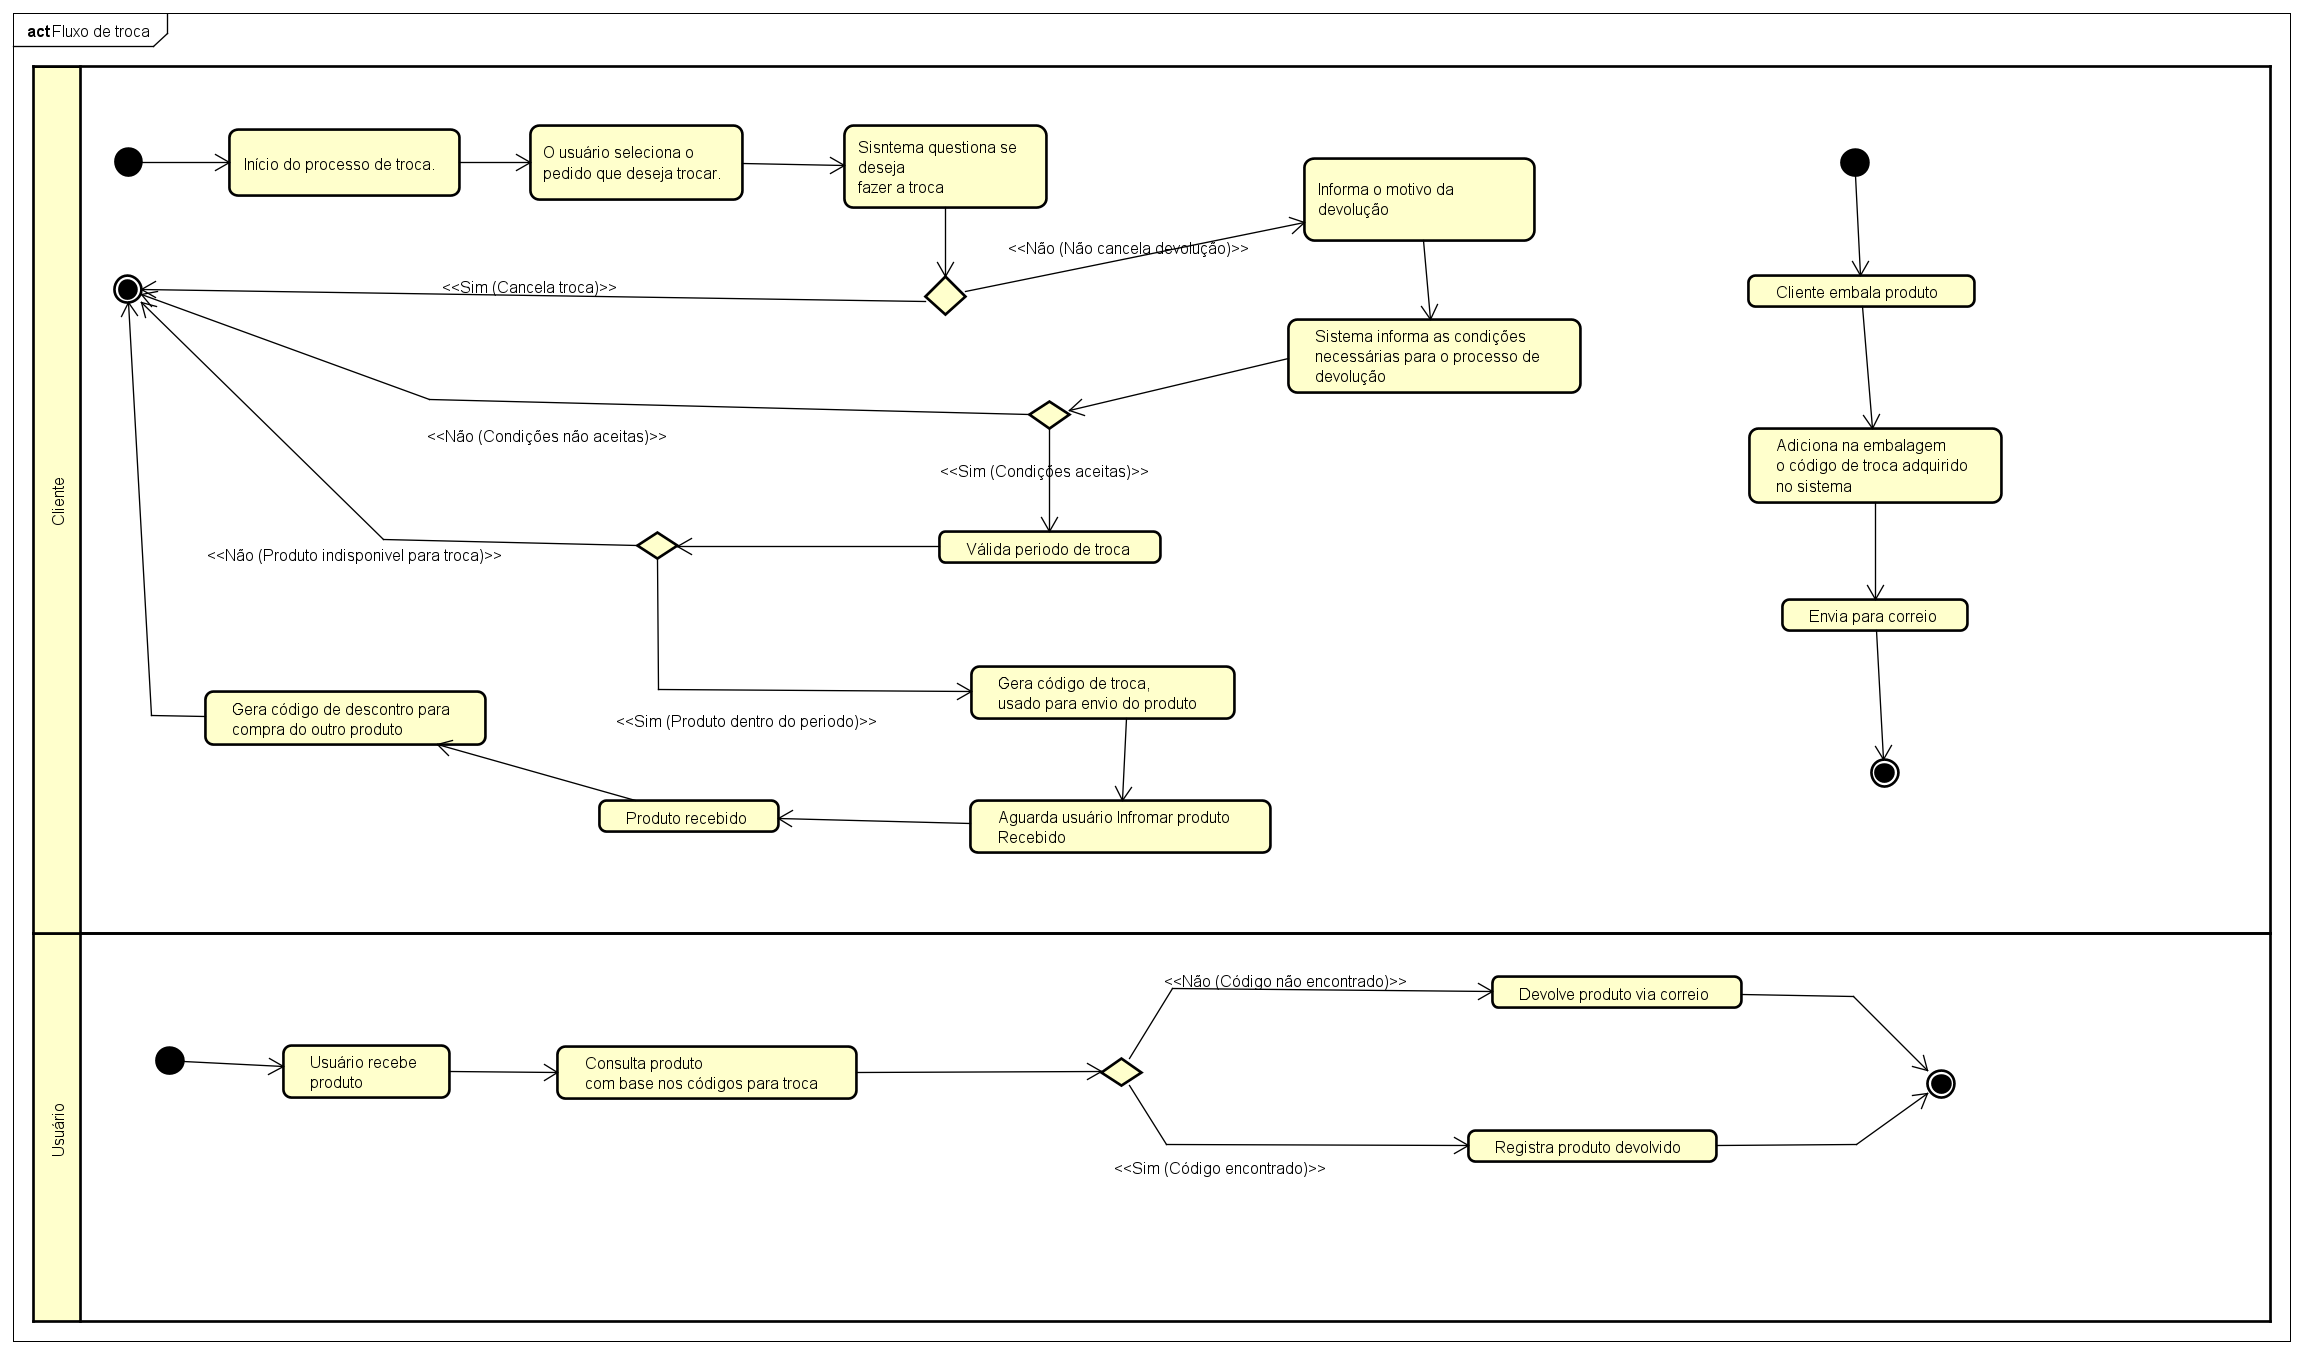 act Fluxo de troca
Cliente
Início do processo de troca.
O usuário seleciona o
pedido que deseja trocar.
Sisntema questiona se
deseja
fazer a troca
<<Não (Não cancela devolução)>>
Informa o motivo da
devolução
<<Sim (Cancela troca)>>
Sistema informa as condições
necessárias para o processo de
devolução
<<Não (Condições não aceitas)>>
<<Sim (Condições aceitas)>>
Válida periodo de troca
<<Não (Produto indisponivel para troca)>>
<<Sim (Produto dentro do periodo)>>
Gera código de troca,
usado para envio do produto
Aguarda usuário Infromar produto
Recebido
Produto recebido
Gera código de descontro para
compra do outro produto
Cliente embala produto
Adiciona na embalagem
o código de troca adquirido
no sistema
Envia para correio
Usuário
Usuário recebe
produto
Consulta produto
com base nos códigos para troca
<<Não (Código não encontrado)>>
Devolve produto via correio
<<Sim (Código encontrado)>>
Registra produto devolvido